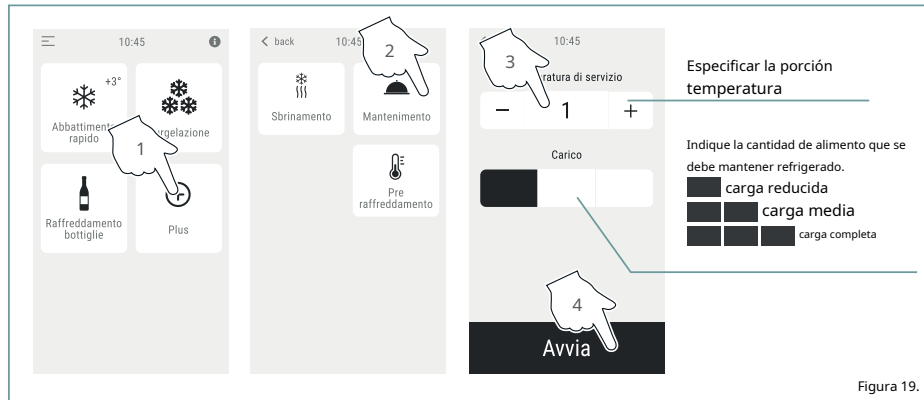 10:45
+3°
Abbattimento
rapido
Raffreddamento
bottiglie
Plus
1
back
10:45
2
Sbrinamento
Mantenimento
Pre
raffreddamento
10:45
3
di servizio
− 1 +
Carico
4
Avvia
Especificar la porción
temperatura
Indique la cantidad de alimento que se
debe mantener refrigerado.
carga reducida
carga media
carga completa
Figura 19.